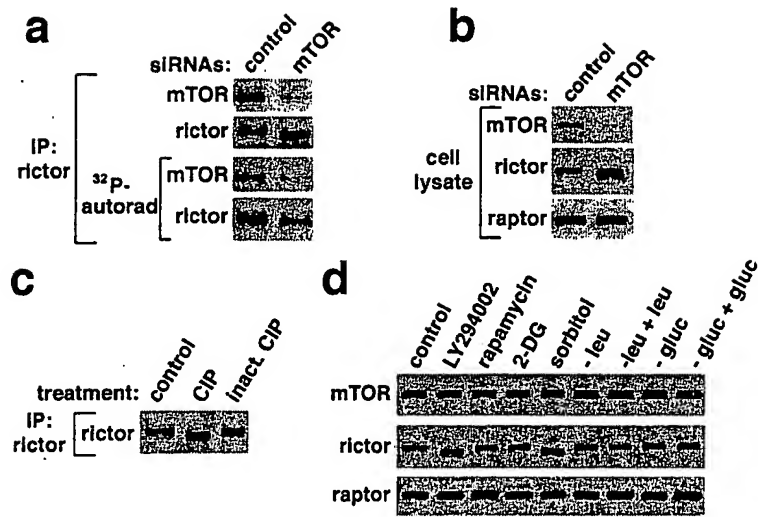 a
siRNAs: control mTOR
IP: rictor
mTOR
rictor
32P-autorad
mTOR
rictor
b
siRNAs: control mTOR
cell lysate
mTOR
rictor
raptor
c
treatment: control CIP Inact. CIP
IP: rictor
rictor
d
control LY294002 rapamycin 2-DG sorbitol - leu -leu + leu - gluc - gluc + gluc
mTOR
rictor
raptor